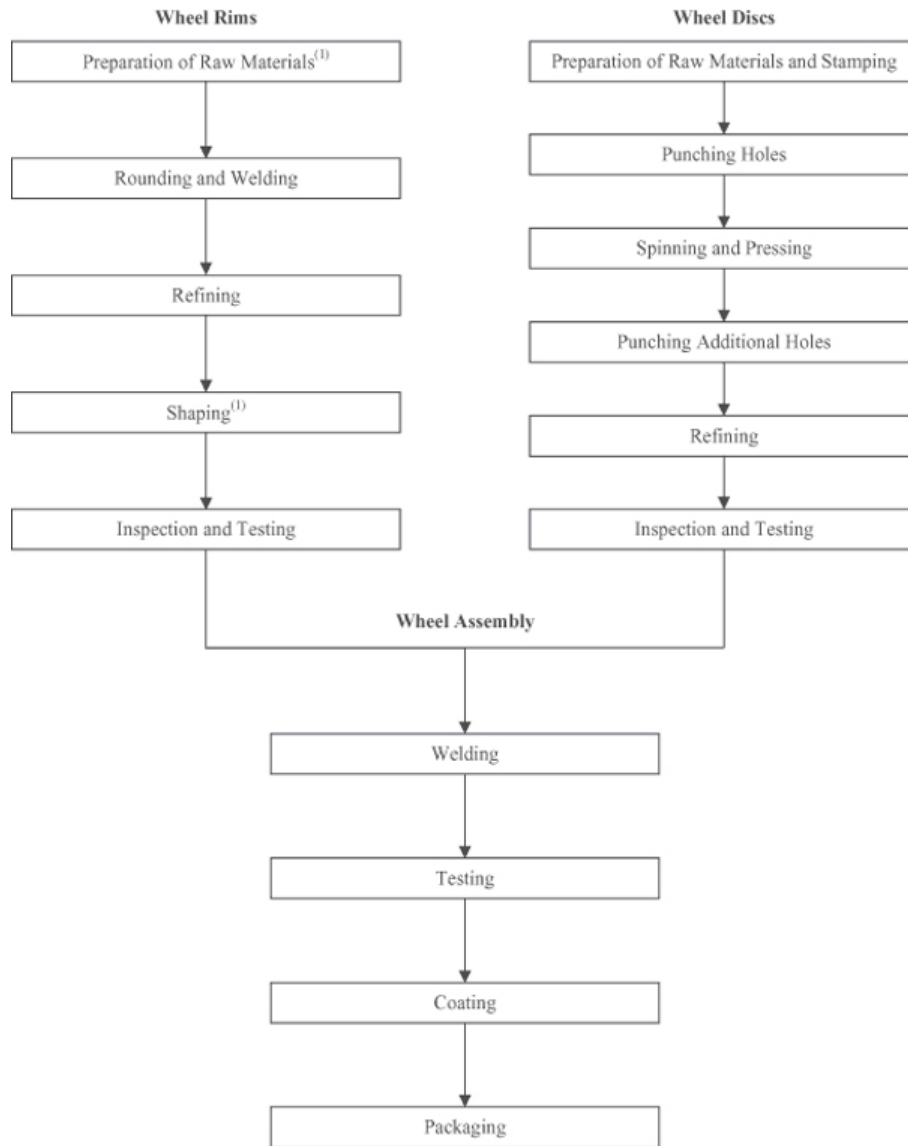 Wheel Rims
Preparation of Raw Materials(1)
Rounding and Welding
Refining
Shaping(1)
Inspection and Testing
Wheel Discs
Preparation of Raw Materials and Stamping
Punching Holes
Spinning and Pressing
Punching Additional Holes
Refining
Inspection and Testing
Wheel Assembly
Welding
Testing
Coating
Packaging